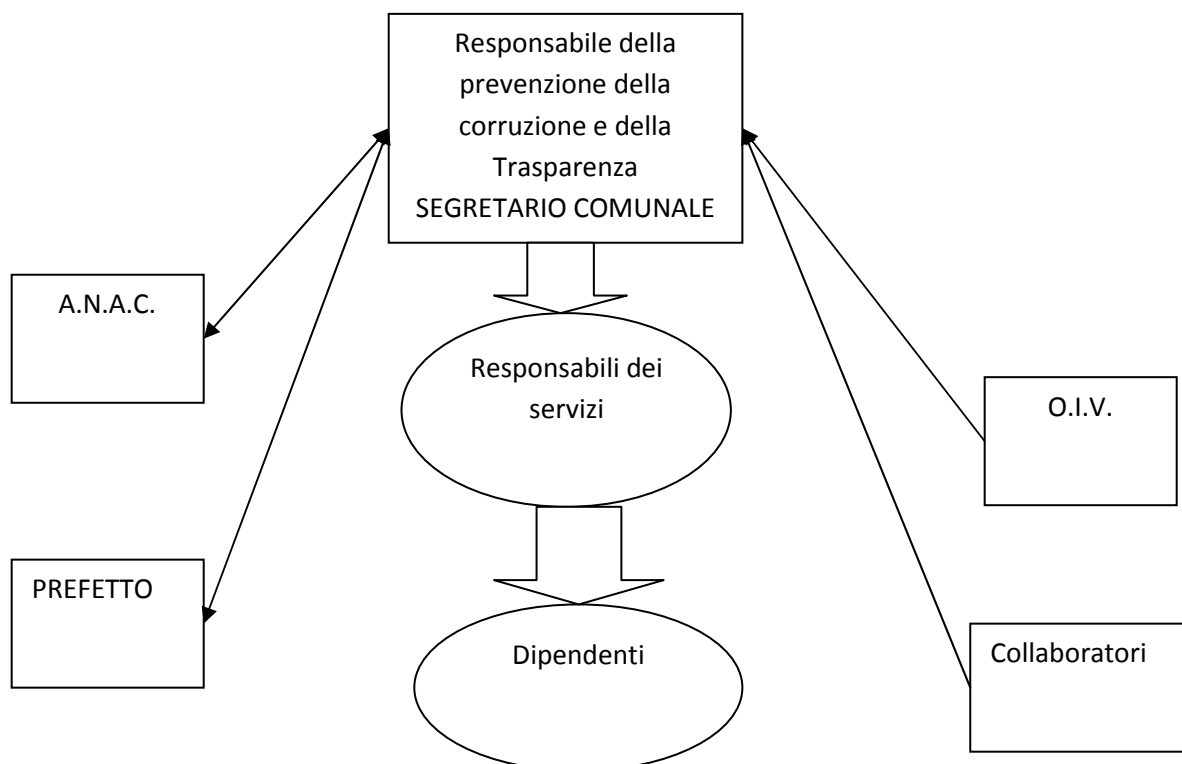 Responsabile della
prevenzione della
corruzione e della
Trasparenza
SEGRETARIO COMUNALE
A.N.A.C.
Responsabili dei
servizi
O.I.V.
PREFETTO
Dipendenti
Collaboratori